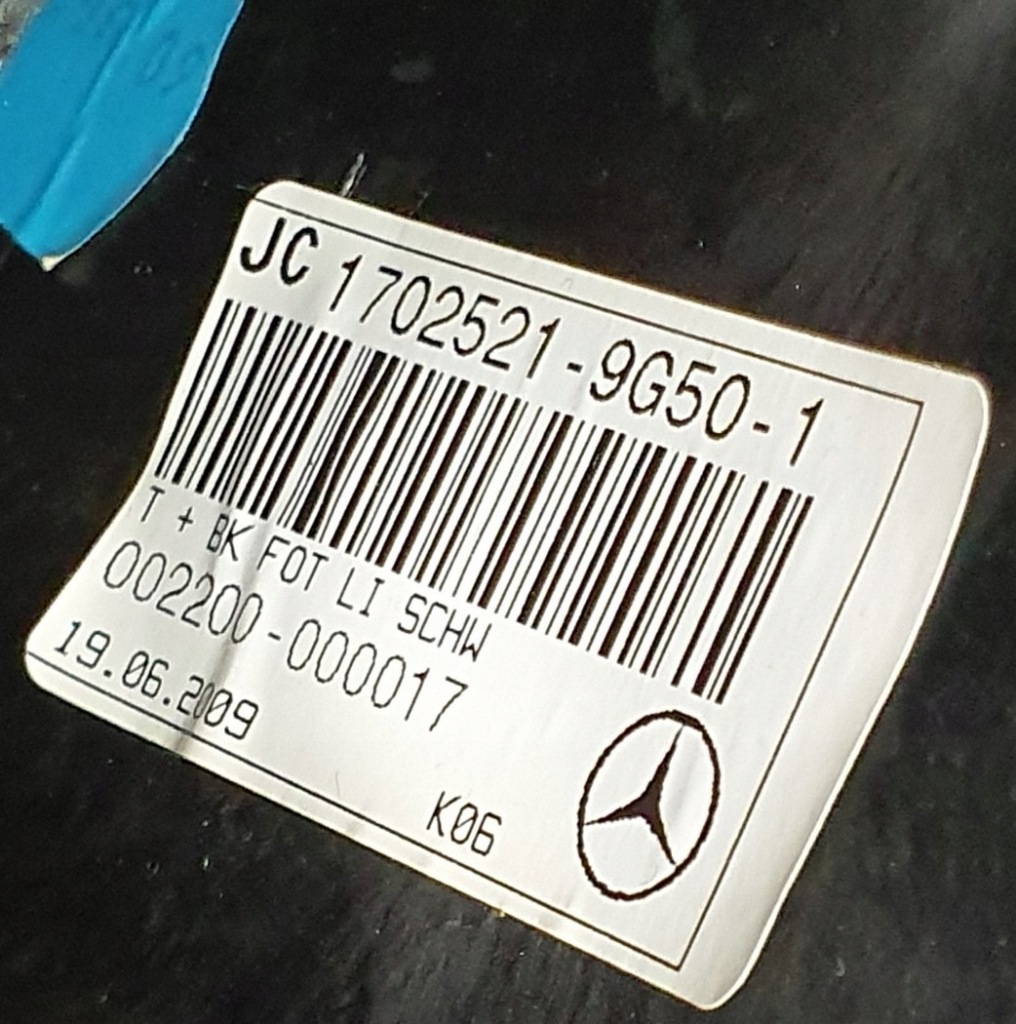 JC 1702521-9G50-1
T + BK FOT LI SCHW
002200-000017
19.06.2009
K06